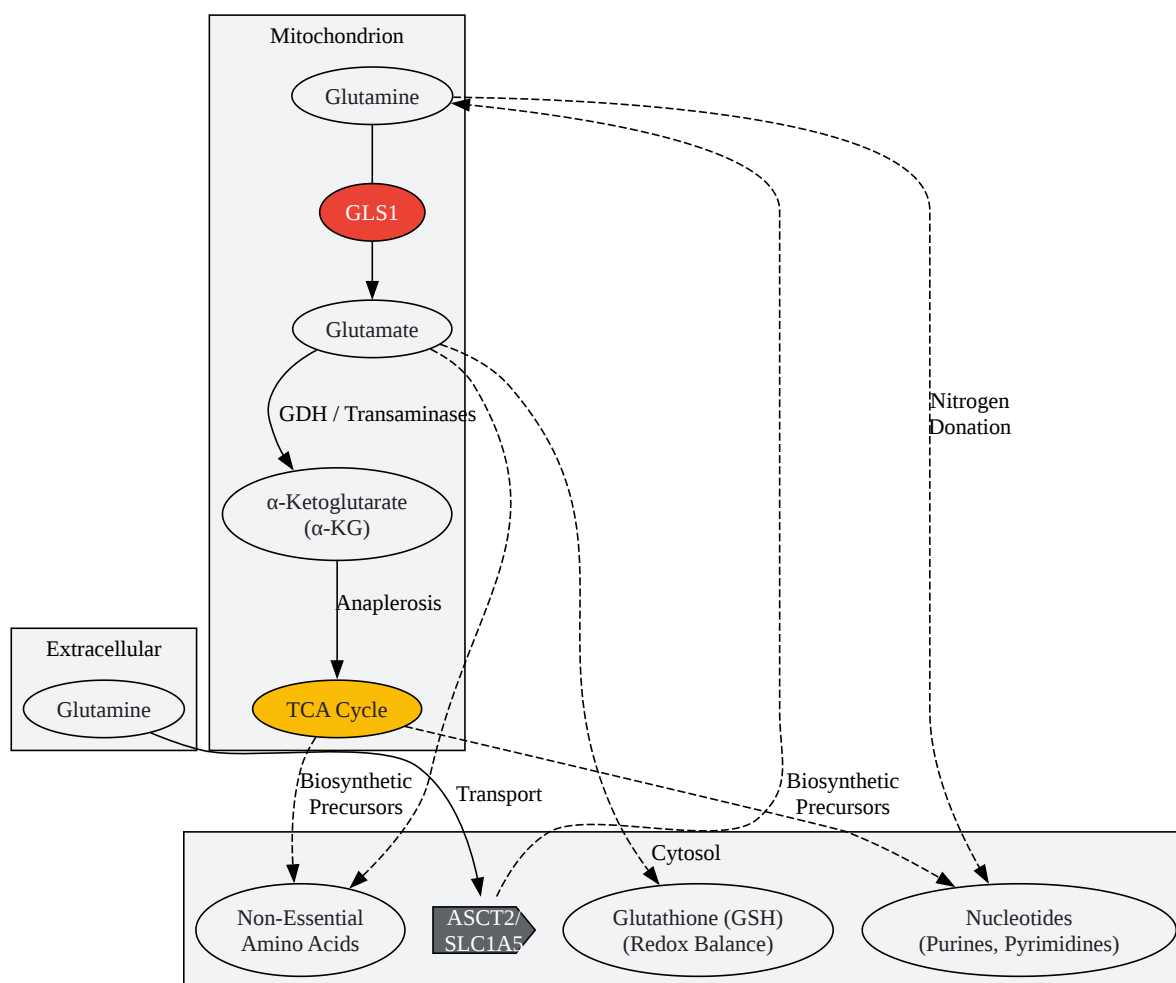 Mitochondrion
Glutamine
GLS1
Glutamate
GDH / Transaminases
Nitrogen
Donation
α-Ketoglutarate
(α-KG)
Anaplerosis
Extracellular
Glutamine
TCA Cycle
Biosynthetic
Precursors
Transport
Biosynthetic
Precursors
Cytosol
Non-Essential
Amino Acids
ASCT2/
SLC1A5
Glutathione (GSH)
(Redox Balance)
Nucleotides
(Purines, Pyrimidines)